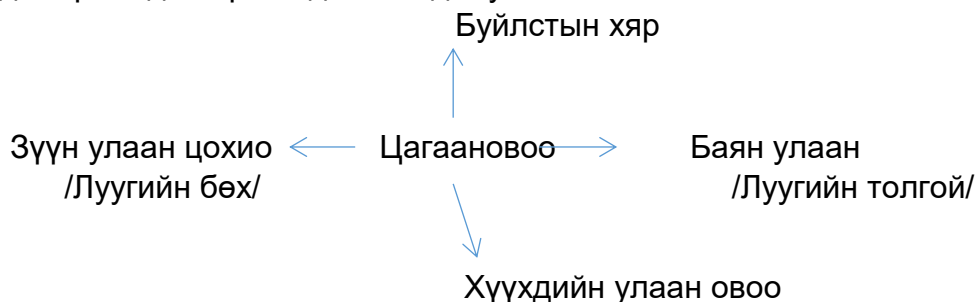 Буйлстын хяр
Зүүн улаан цохио Цагаановоо Баян улаан
/Луугийн бөх/ /Луугийн толгой/
Хүүхдийн улаан овоо